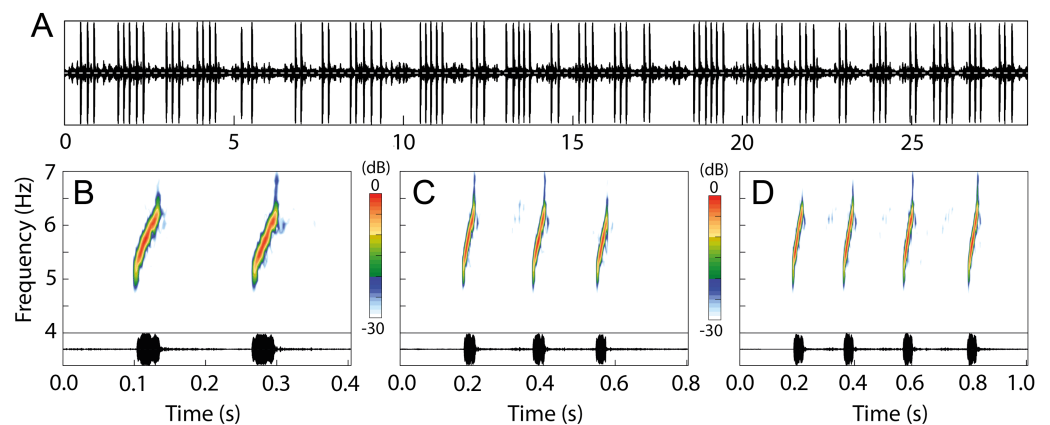 A
0 5 10 15 20 25
7 6 5 4
Frequency (Hz)
B
(dB)
0
-30
C
(dB)
0
-30
D
0.0 0.1 0.2 0.3 0.4
0.0 0.2 0.4 0.6 0.8
0.0 0.2 0.4 0.6 0.8 1.0
Time (s) Time (s) Time (s)